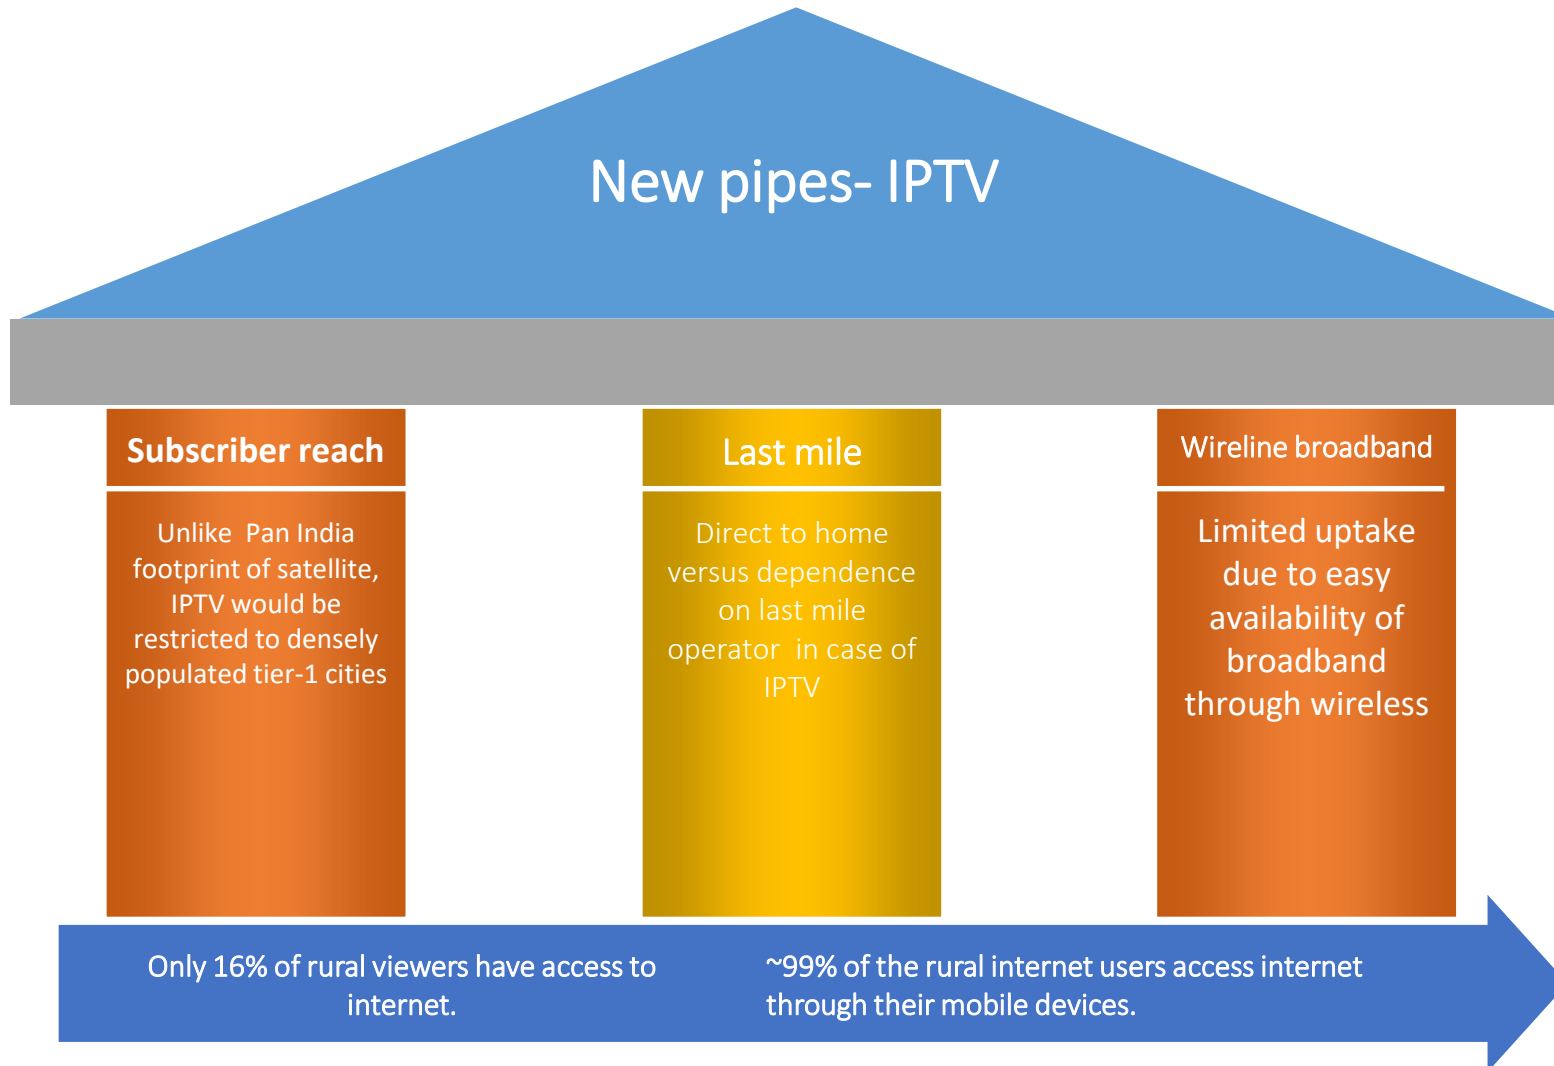 New pipes- IPTV
Subscriber reach
Unlike  Pan India
footprint of satellite,
IPTV would be
restricted to densely
populated tier-1 cities
Last mile
Direct to home
versus dependence
on last mile
operator  in case of
IPTV
Wireline broadband
Limited uptake
due to easy
availability of
broadband
through wireless
Only 16% of rural viewers have access to
internet.
~99% of the rural internet users access internet
through their mobile devices.